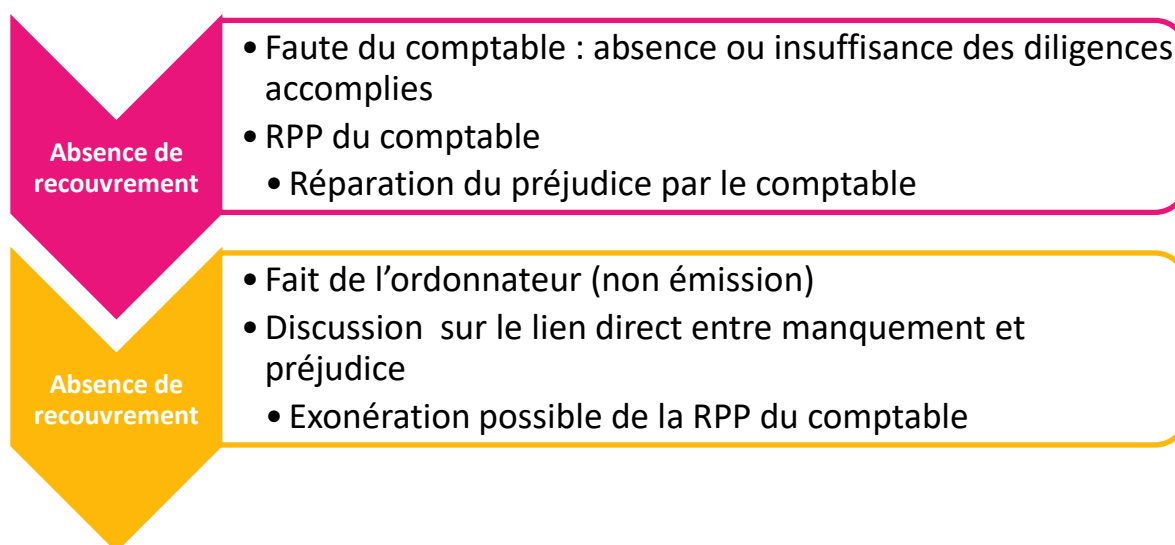 Absence de
recouvrement
• Faute du comptable : absence ou insuffisance des diligences
accomplies
• RPP du comptable
• Réparation du préjudice par le comptable
Absence de
recouvrement
• Fait de l’ordonnateur (non émission)
• Discussion  sur le lien direct entre manquement et
préjudice
• Exonération possible de la RPP du comptable